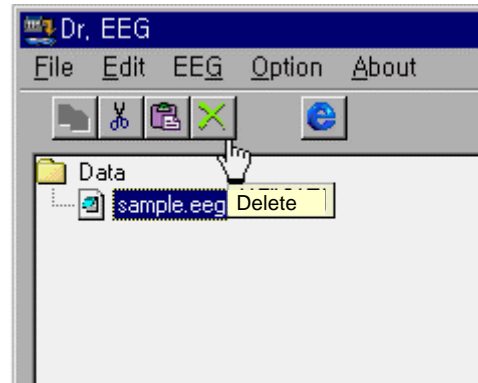 Dr, EEG
File Edit EEG Option About
Data
sample.eeg
Delete